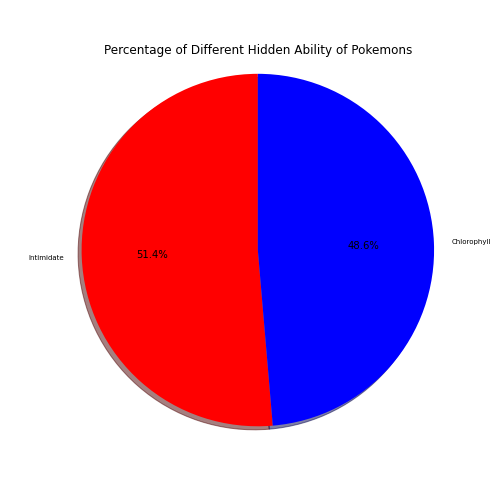 Percentage of Different Hidden Ability of Pokemons
51.4%
48.6%
Intimidate
Chlorophyll